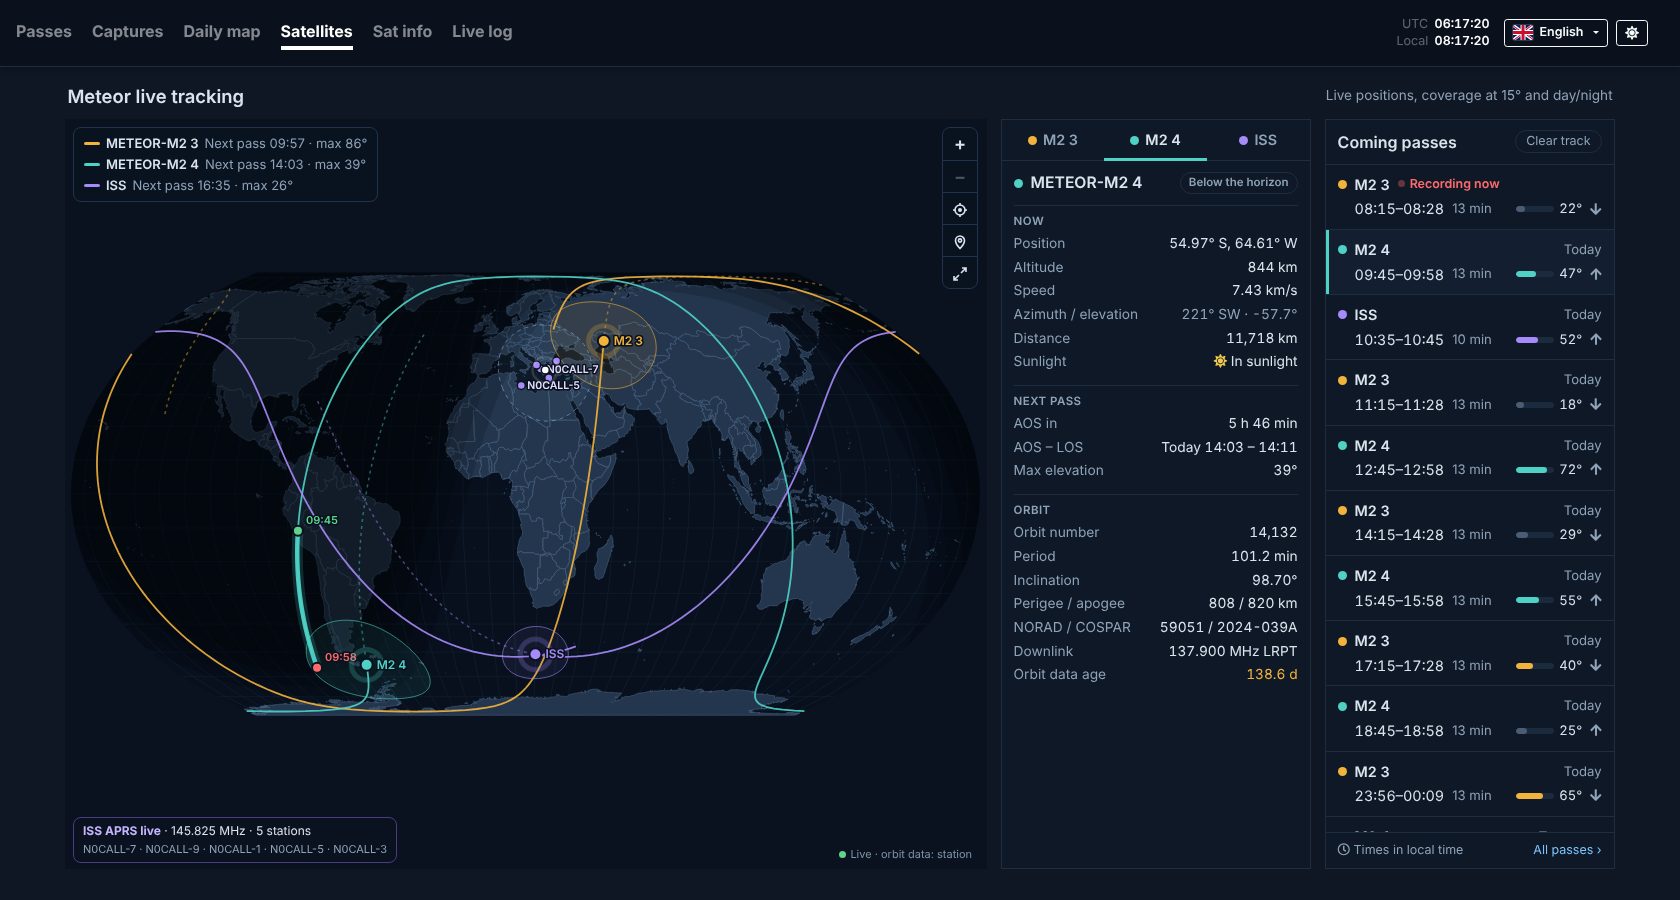 Passes Captures Daily map Satellites Sat info Live log
UTC 06:17:20
Local 08:17:20
English
Meteor live tracking
Live positions, coverage at 15° and day/night
METEOR-M2 3 Next pass 09:57 · max 86°
METEOR-M2 4 Next pass 14:03 · max 39°
ISS Next pass 16:35 · max 26°
+
−
M2 3
N0CALL-7
N0CALL-5
09:45
09:58
M2 4
ISS
ISS APRS live · 145.825 MHz · 5 stations
N0CALL-7 · N0CALL-9 · N0CALL-1 · N0CALL-5 · N0CALL-3
Live · orbit data: station
M2 3 M2 4 ISS
METEOR-M2 4 Below the horizon
NOW
Position 54.97° S, 64.61° W
Altitude 844 km
Speed 7.43 km/s
Azimuth / elevation 221° SW · -57.7°
Distance 11,718 km
Sunlight In sunlight
NEXT PASS
AOS in 5 h 46 min
AOS – LOS Today 14:03 – 14:11
Max elevation 39°
ORBIT
Orbit number 14,132
Period 101.2 min
Inclination 98.70°
Perigee / apogee 808 / 820 km
NORAD / COSPAR 59051 / 2024-039A
Downlink 137.900 MHz LRPT
Orbit data age 138.6 d
Coming passes Clear track
M2 3 Recording now
08:15–08:28 13 min 22° ↓
M2 4 Today
09:45–09:58 13 min 47° ↑
ISS Today
10:35–10:45 10 min 52° ↑
M2 3 Today
11:15–11:28 13 min 18° ↓
M2 4 Today
12:45–12:58 13 min 72° ↑
M2 3 Today
14:15–14:28 13 min 29° ↓
M2 4 Today
15:45–15:58 13 min 55° ↑
M2 3 Today
17:15–17:28 13 min 40° ↓
M2 4 Today
18:45–18:58 13 min 25° ↑
M2 3 Today
23:56–00:09 13 min 65° ↓
Times in local time All passes ›